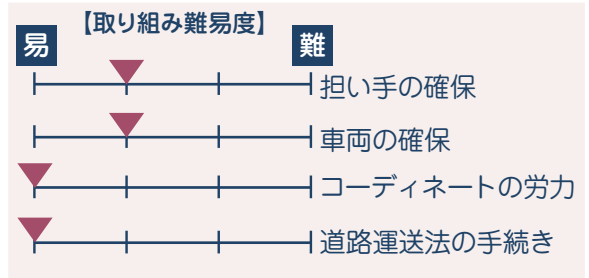 【取り組み難易度】
易
難
担い手の確保
車両の確保
コーディネートの労力
道路運送法の手続き